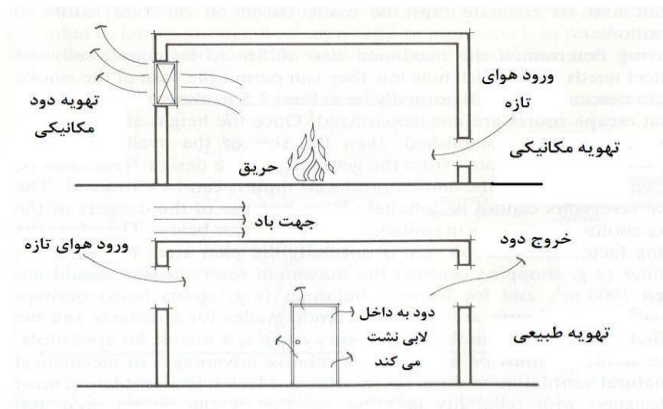 ورود هوای
تازه
تهویه دود
مکانیکی
تهویه مکانیکی
حریق
جهت باد
خروج دود
ورود هوای تازه
دود به داخل
لابی نشت
می کند
تهویه طبیعی